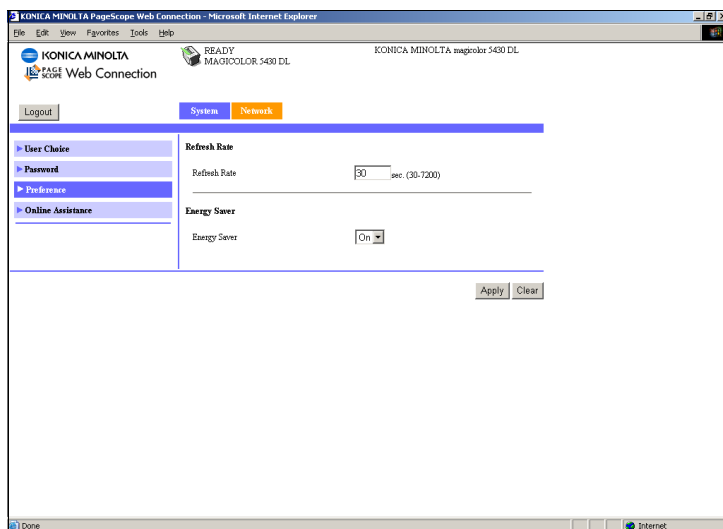 KONICA MINOLTA PageScope Web Connection - Microsoft Internet Explorer
File Edit View Favorites Tools Help
KONICA MINOLTA
PAGE SCOPE Web Connection
READY
MAGICOLOR 5430 DL
KONICA MINOLTA magicolor 5430 DL
Logout
System Network
User Choice
Password
Preference
Online Assistance
Refresh Rate
Refresh Rate 30 sec. (30-7200)
Energy Saver
Energy Saver On
Apply Clear
Done Internet